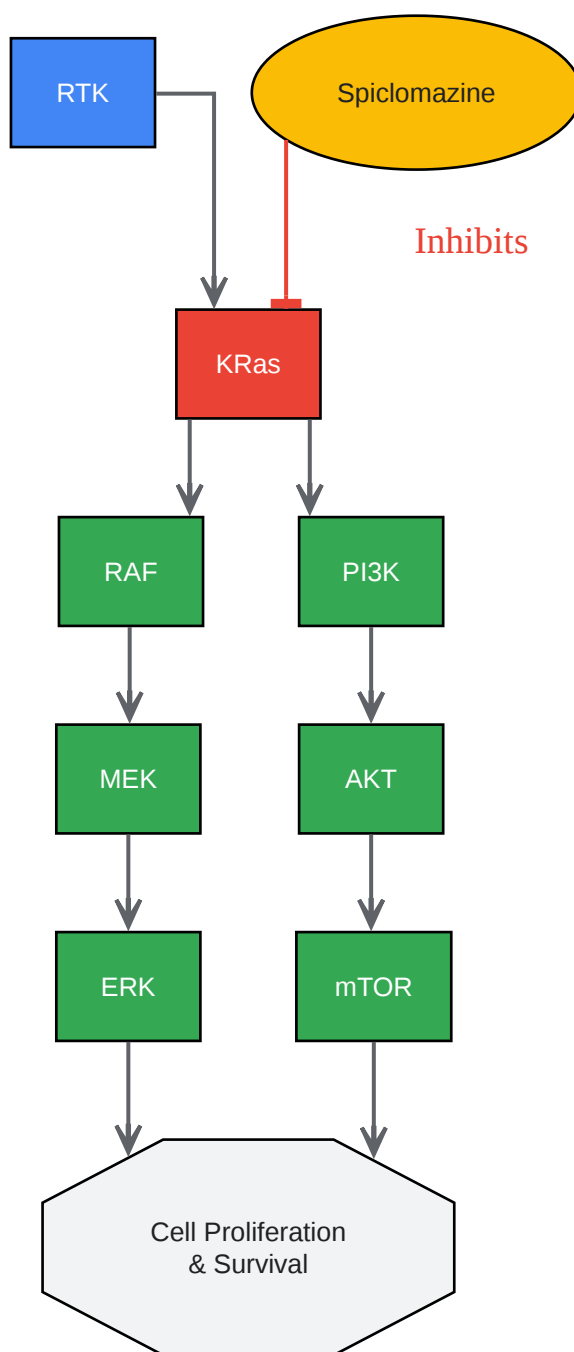 RTK
Spiclomazine
Inhibits
KRas
RAF
PI3K
MEK
AKT
ERK
mTOR
Cell Proliferation
& Survival